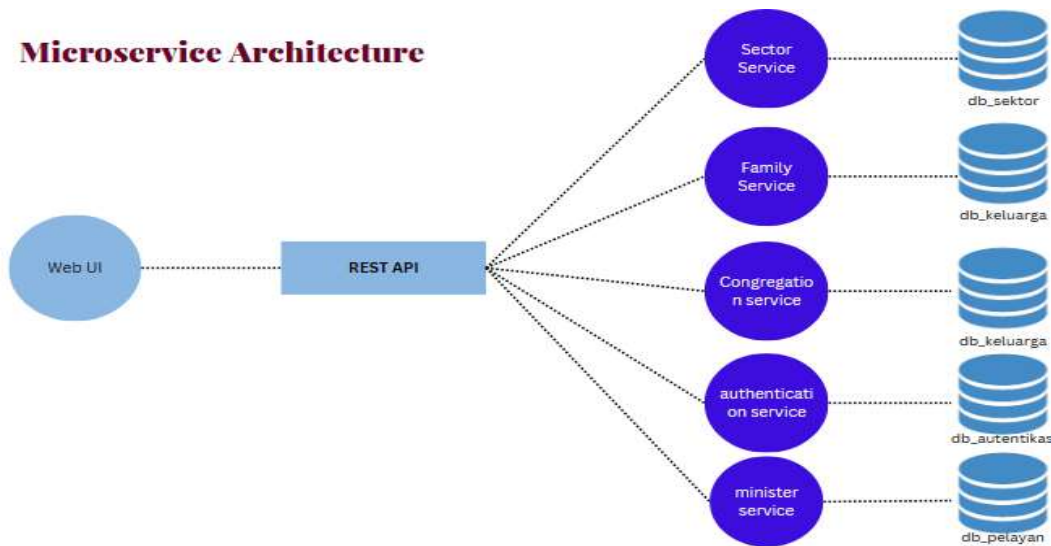 Microservice Architecture
Sector
Service
db_sektor
Family
Service
db_keluarga
Web UI
REST API
Congregatio
n service
db_keluarga
authenticati
on service
db_autentikas
minister
service
db_pelayan